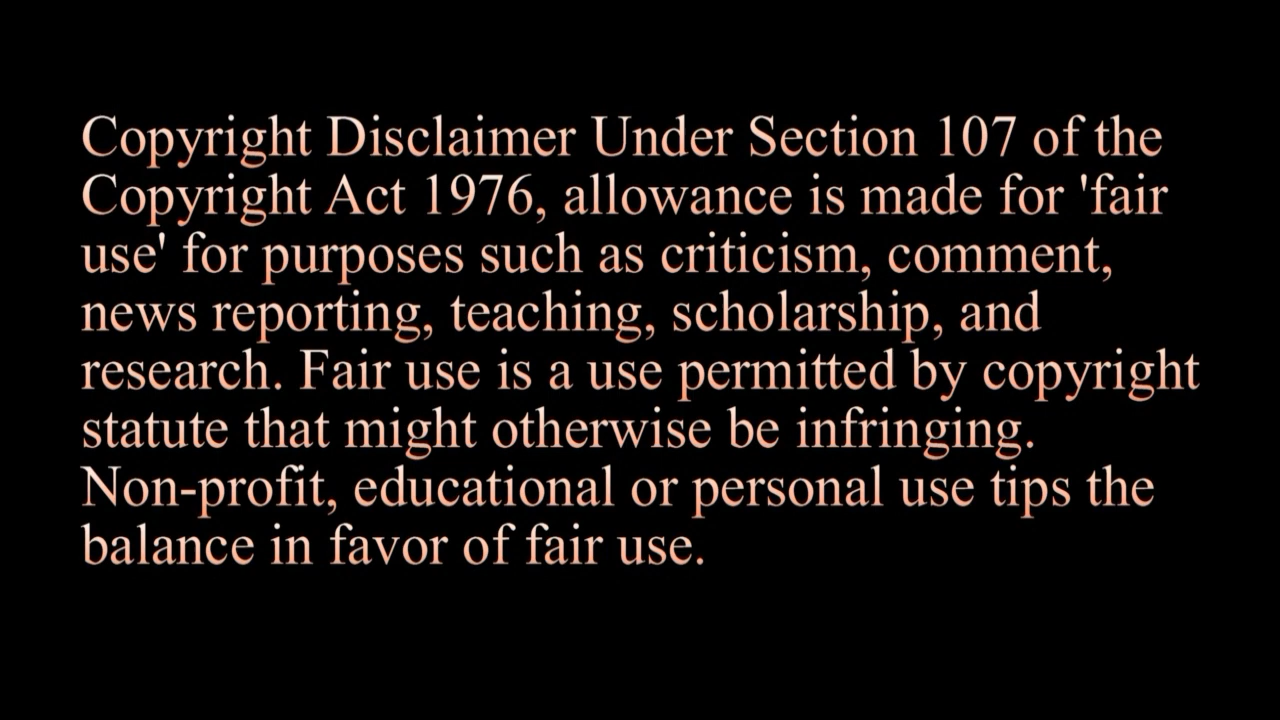 Copyright Disclaimer Under Section 107 of the
Copyright Act 1976, allowance is made for 'fair
use' for purposes such as criticism, comment,
news reporting, teaching, scholarship, and
research. Fair use is a use permitted by copyright
statute that might otherwise be infringing.
Non-profit, educational or personal use tips the
balance in favor of fair use.